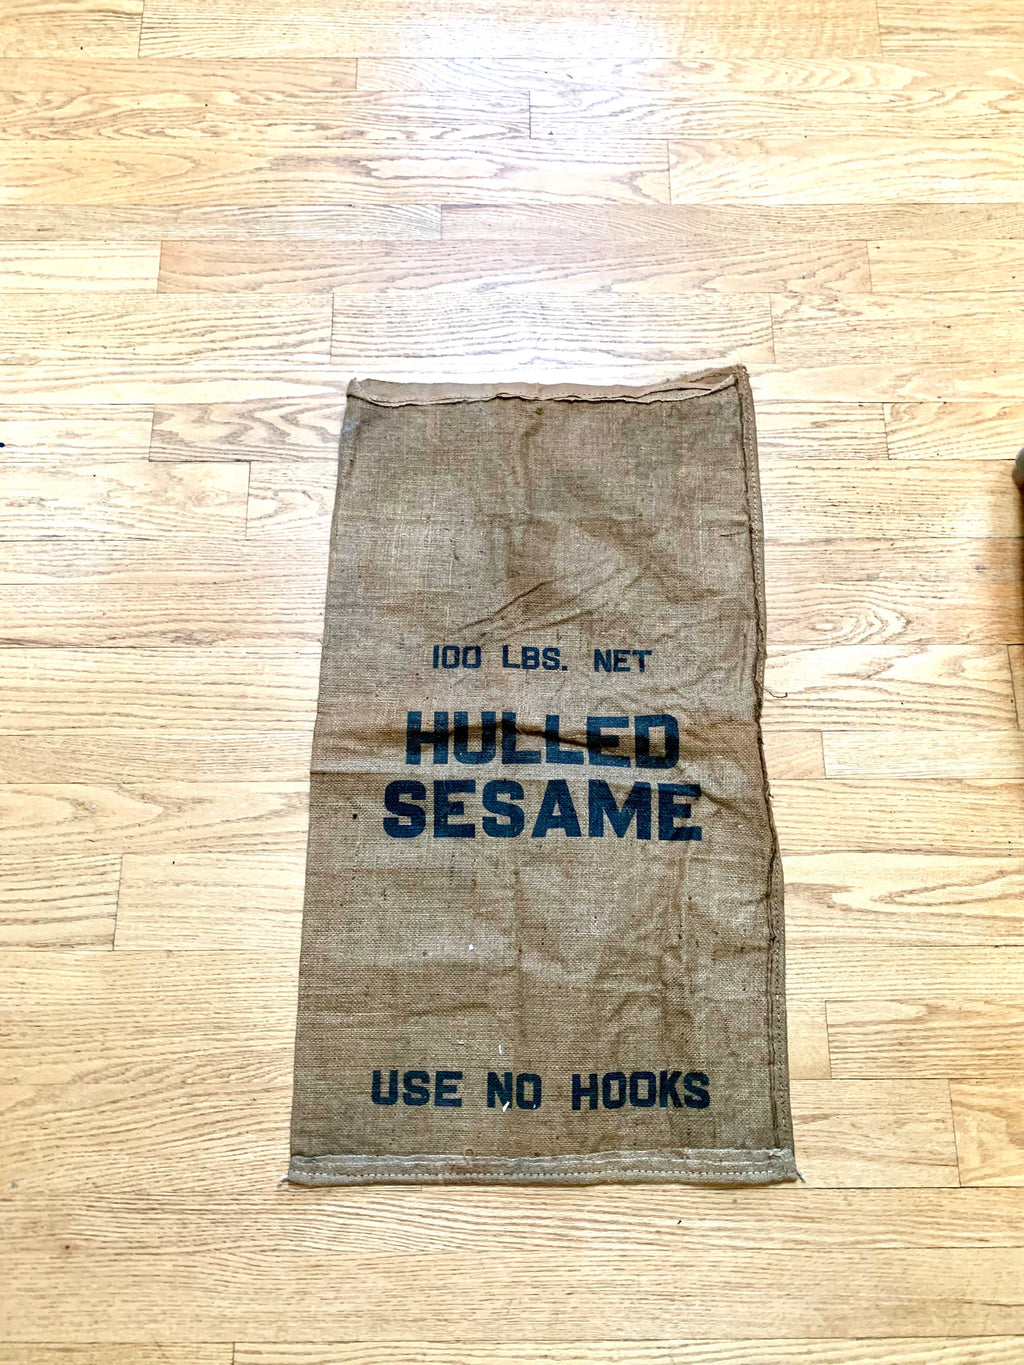 100 LBS. NET
HULLED
SESAME
USE NO HOOKS